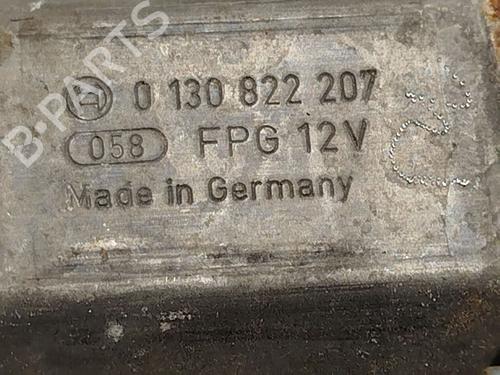 B-PARTS
0 130 822 207
058 FPG 12V
Made in Germany